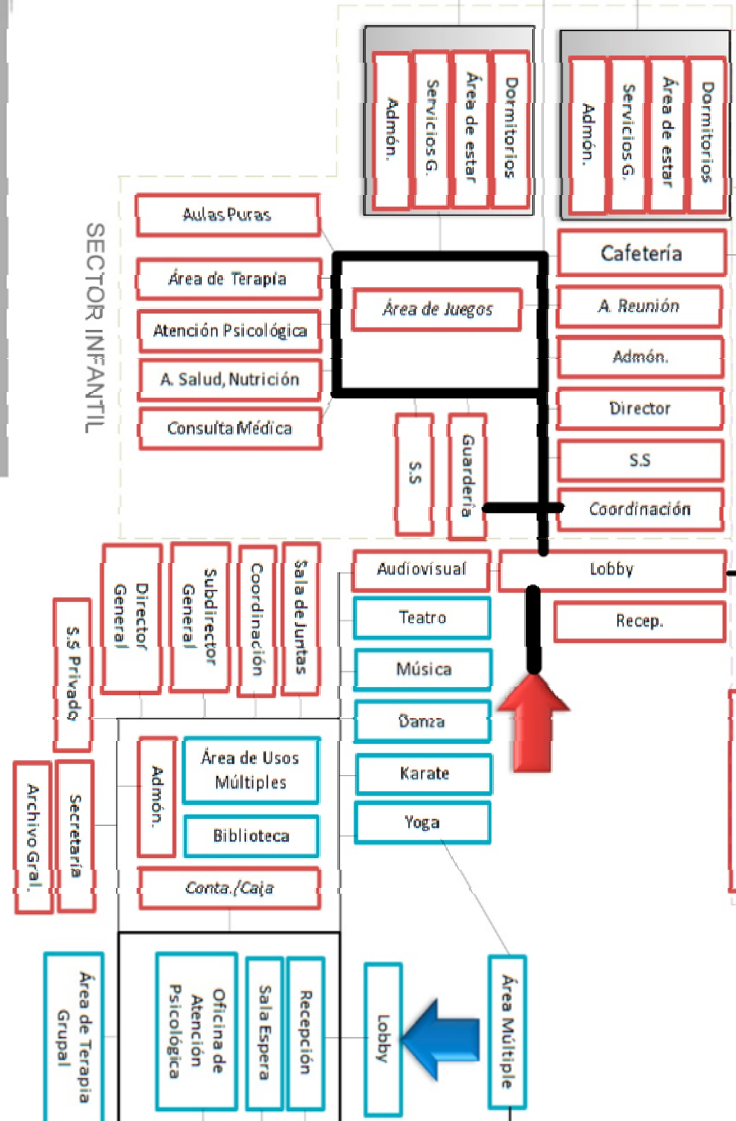 Dormitorios
Área de estar
Servicios G.
Admón.
Dormitorios
Área de estar
Servicios G.
Admón.
SECTOR INFANTIL
Aulas Puras
Área de Terapia
Atención Psicológica
A. Salud, Nutrición
Consulta Médica
Área de Juegos
Cafetería
A. Reunión
Admón.
Director
S.S
Coordinación
S.S
Guardería
Audiovisual
Lobby
Recep.
Teatro
Música
Danza
Karate
Yoga
Director
General
Subdirector
General
Coordinación
Sala de Juntas
S.S Privado
Secretaría
Archivo Gral.
Admón.
Área de Usos
Múltiples
Biblioteca
Conta./Caja
Área de Terapia
Grupal
Oficina de
Atención
Psicológica
Sala Espera
Recepción
Lobby
Área Múltiple